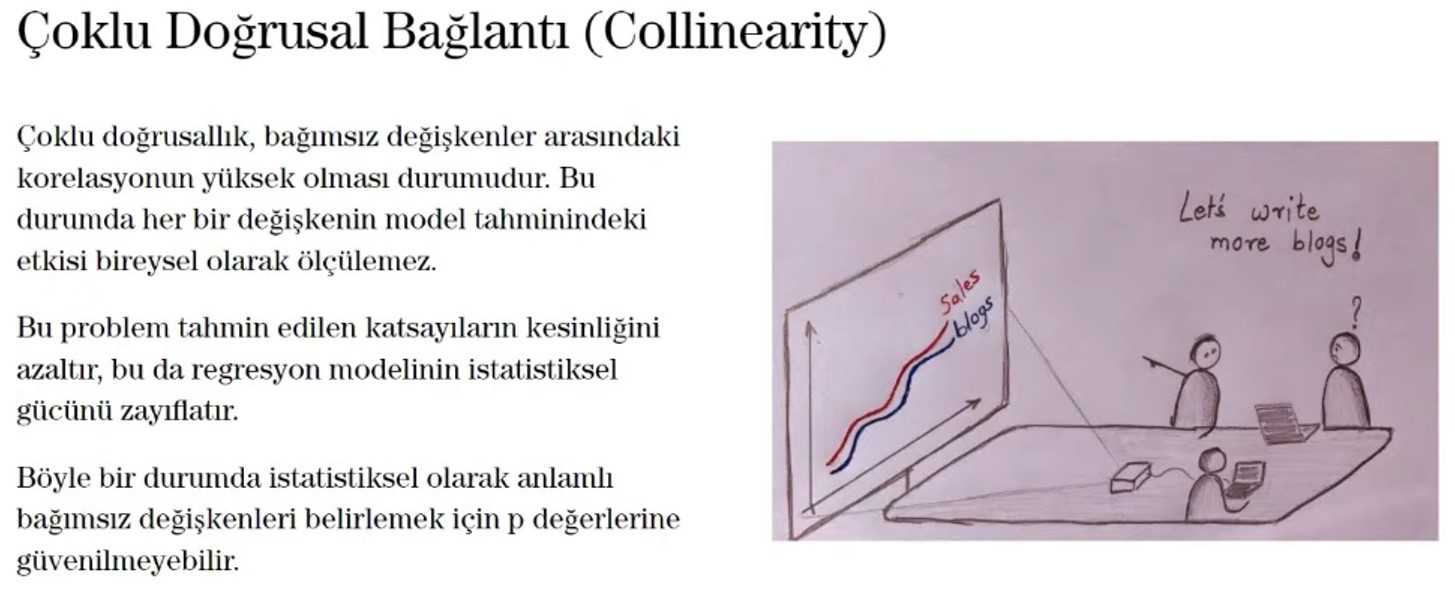 Çoklu Doğrusal Bağlantı (Collinearity)
Çoklu doğrusallık, bağımsız değişkenler arasındaki
korelasyonun yüksek olması durumudur. Bu
durumda her bir değişkenin model tahminindeki
etkisi bireysel olarak ölçülemez.
Bu problem tahmin edilen katsayıların kesinliğini
azaltır, bu da regresyon modelinin istatistiksel
gücünü zayıflatır.
Böyle bir durumda istatistiksel olarak anlamlı
bağımsız değişkenleri belirlemek için p değerlerine
güvenilmeyebilir.
Let's write
more blogs!
Sales
blogs
?